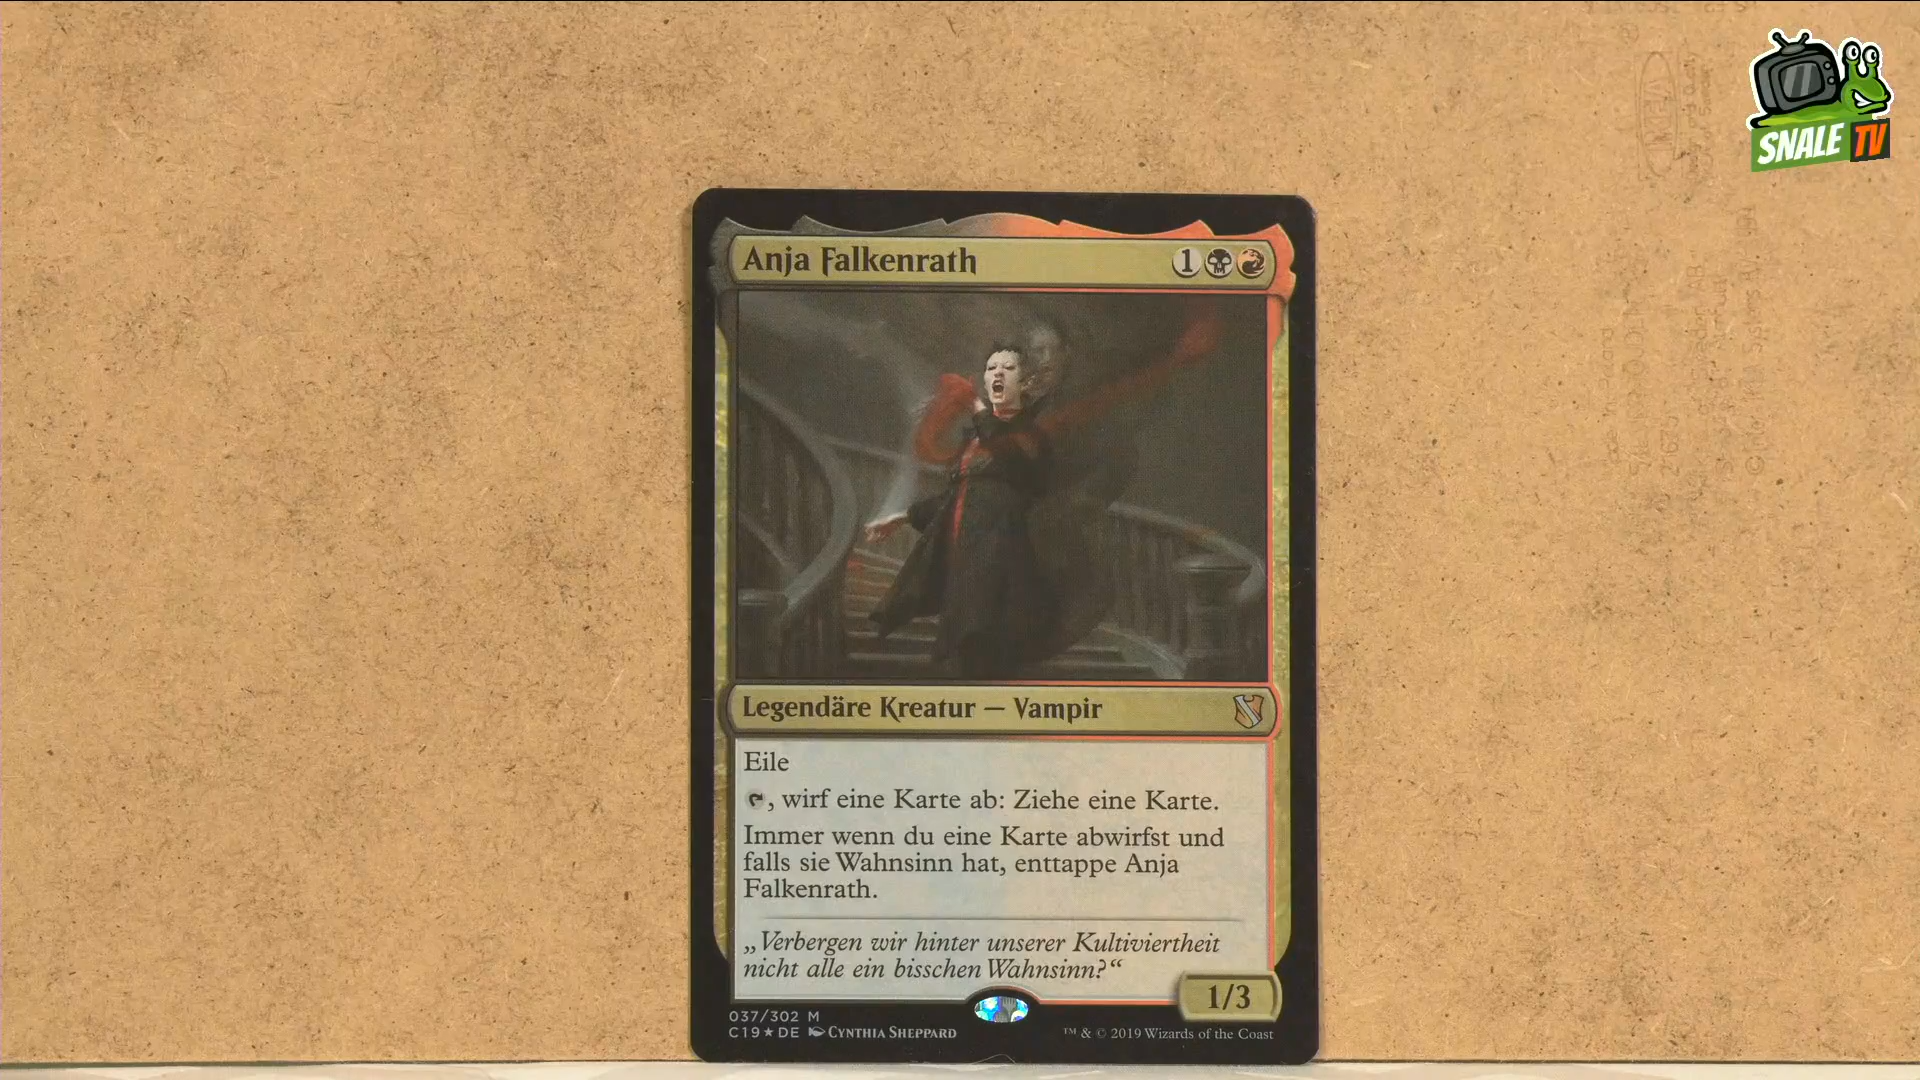 SNALE TV
Anja Falkenrath
1
Legendäre Kreatur — Vampir
Eile
, wirf eine Karte ab: Ziehe eine Karte.
Immer wenn du eine Karte abwirfst und
falls sie Wahnsinn hat, enttappe Anja
Falkenrath.
„Verbergen wir hinter unserer Kultiviertheit
nicht alle ein bisschen Wahnsinn?“
1/3
037/302 M
C19★DE CYNTHIA SHEPPARD
™ & © 2019 Wizards of the Coast